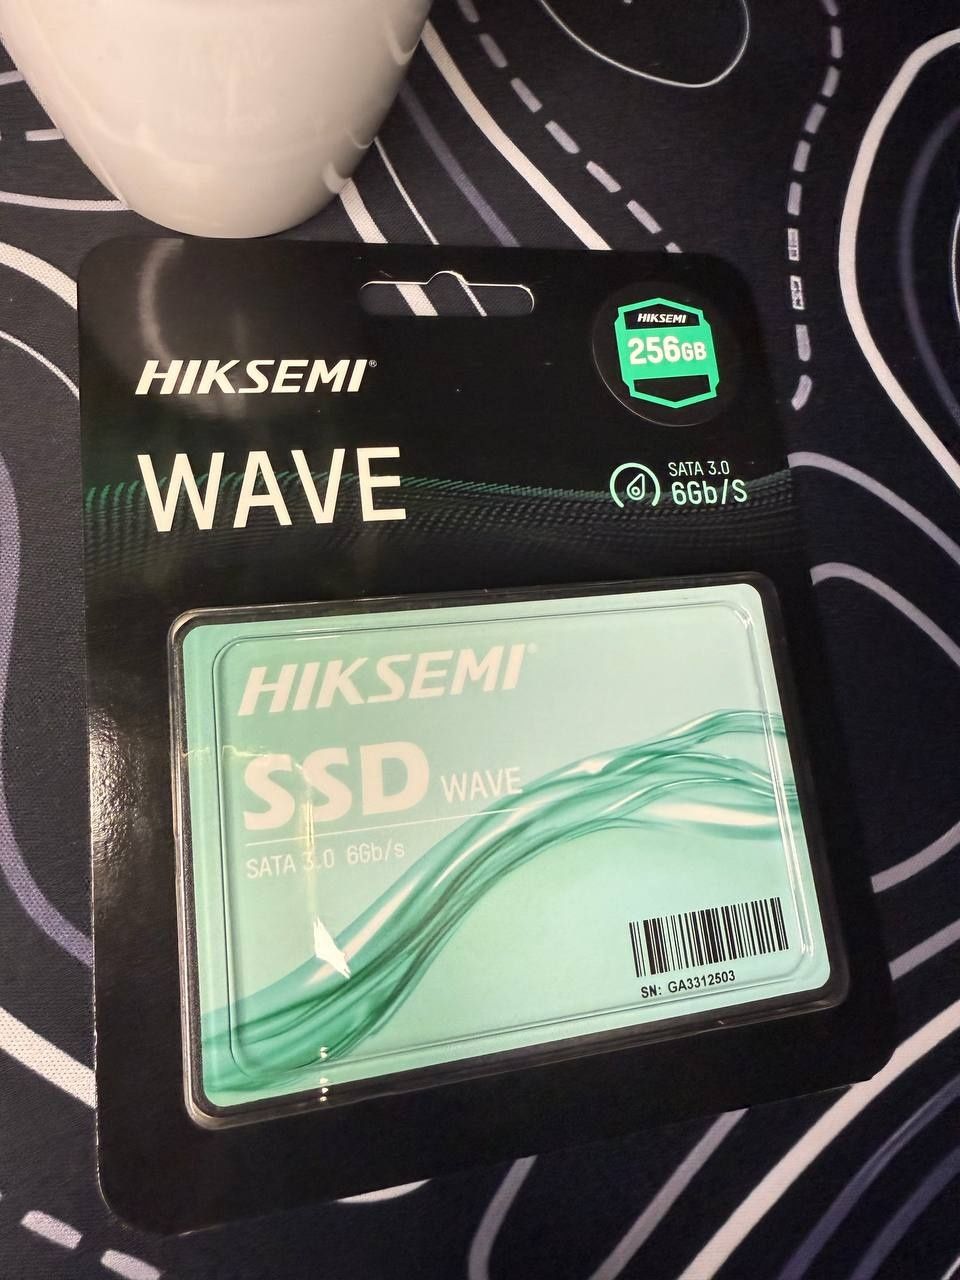 HIKSEMI
256GB
HIKSEMI®
WAVE
SATA 3.0
6Gb/S
HIKSEMI®
SSD WAVE
SATA 3.0 6Gb/s
SN: GA3312503